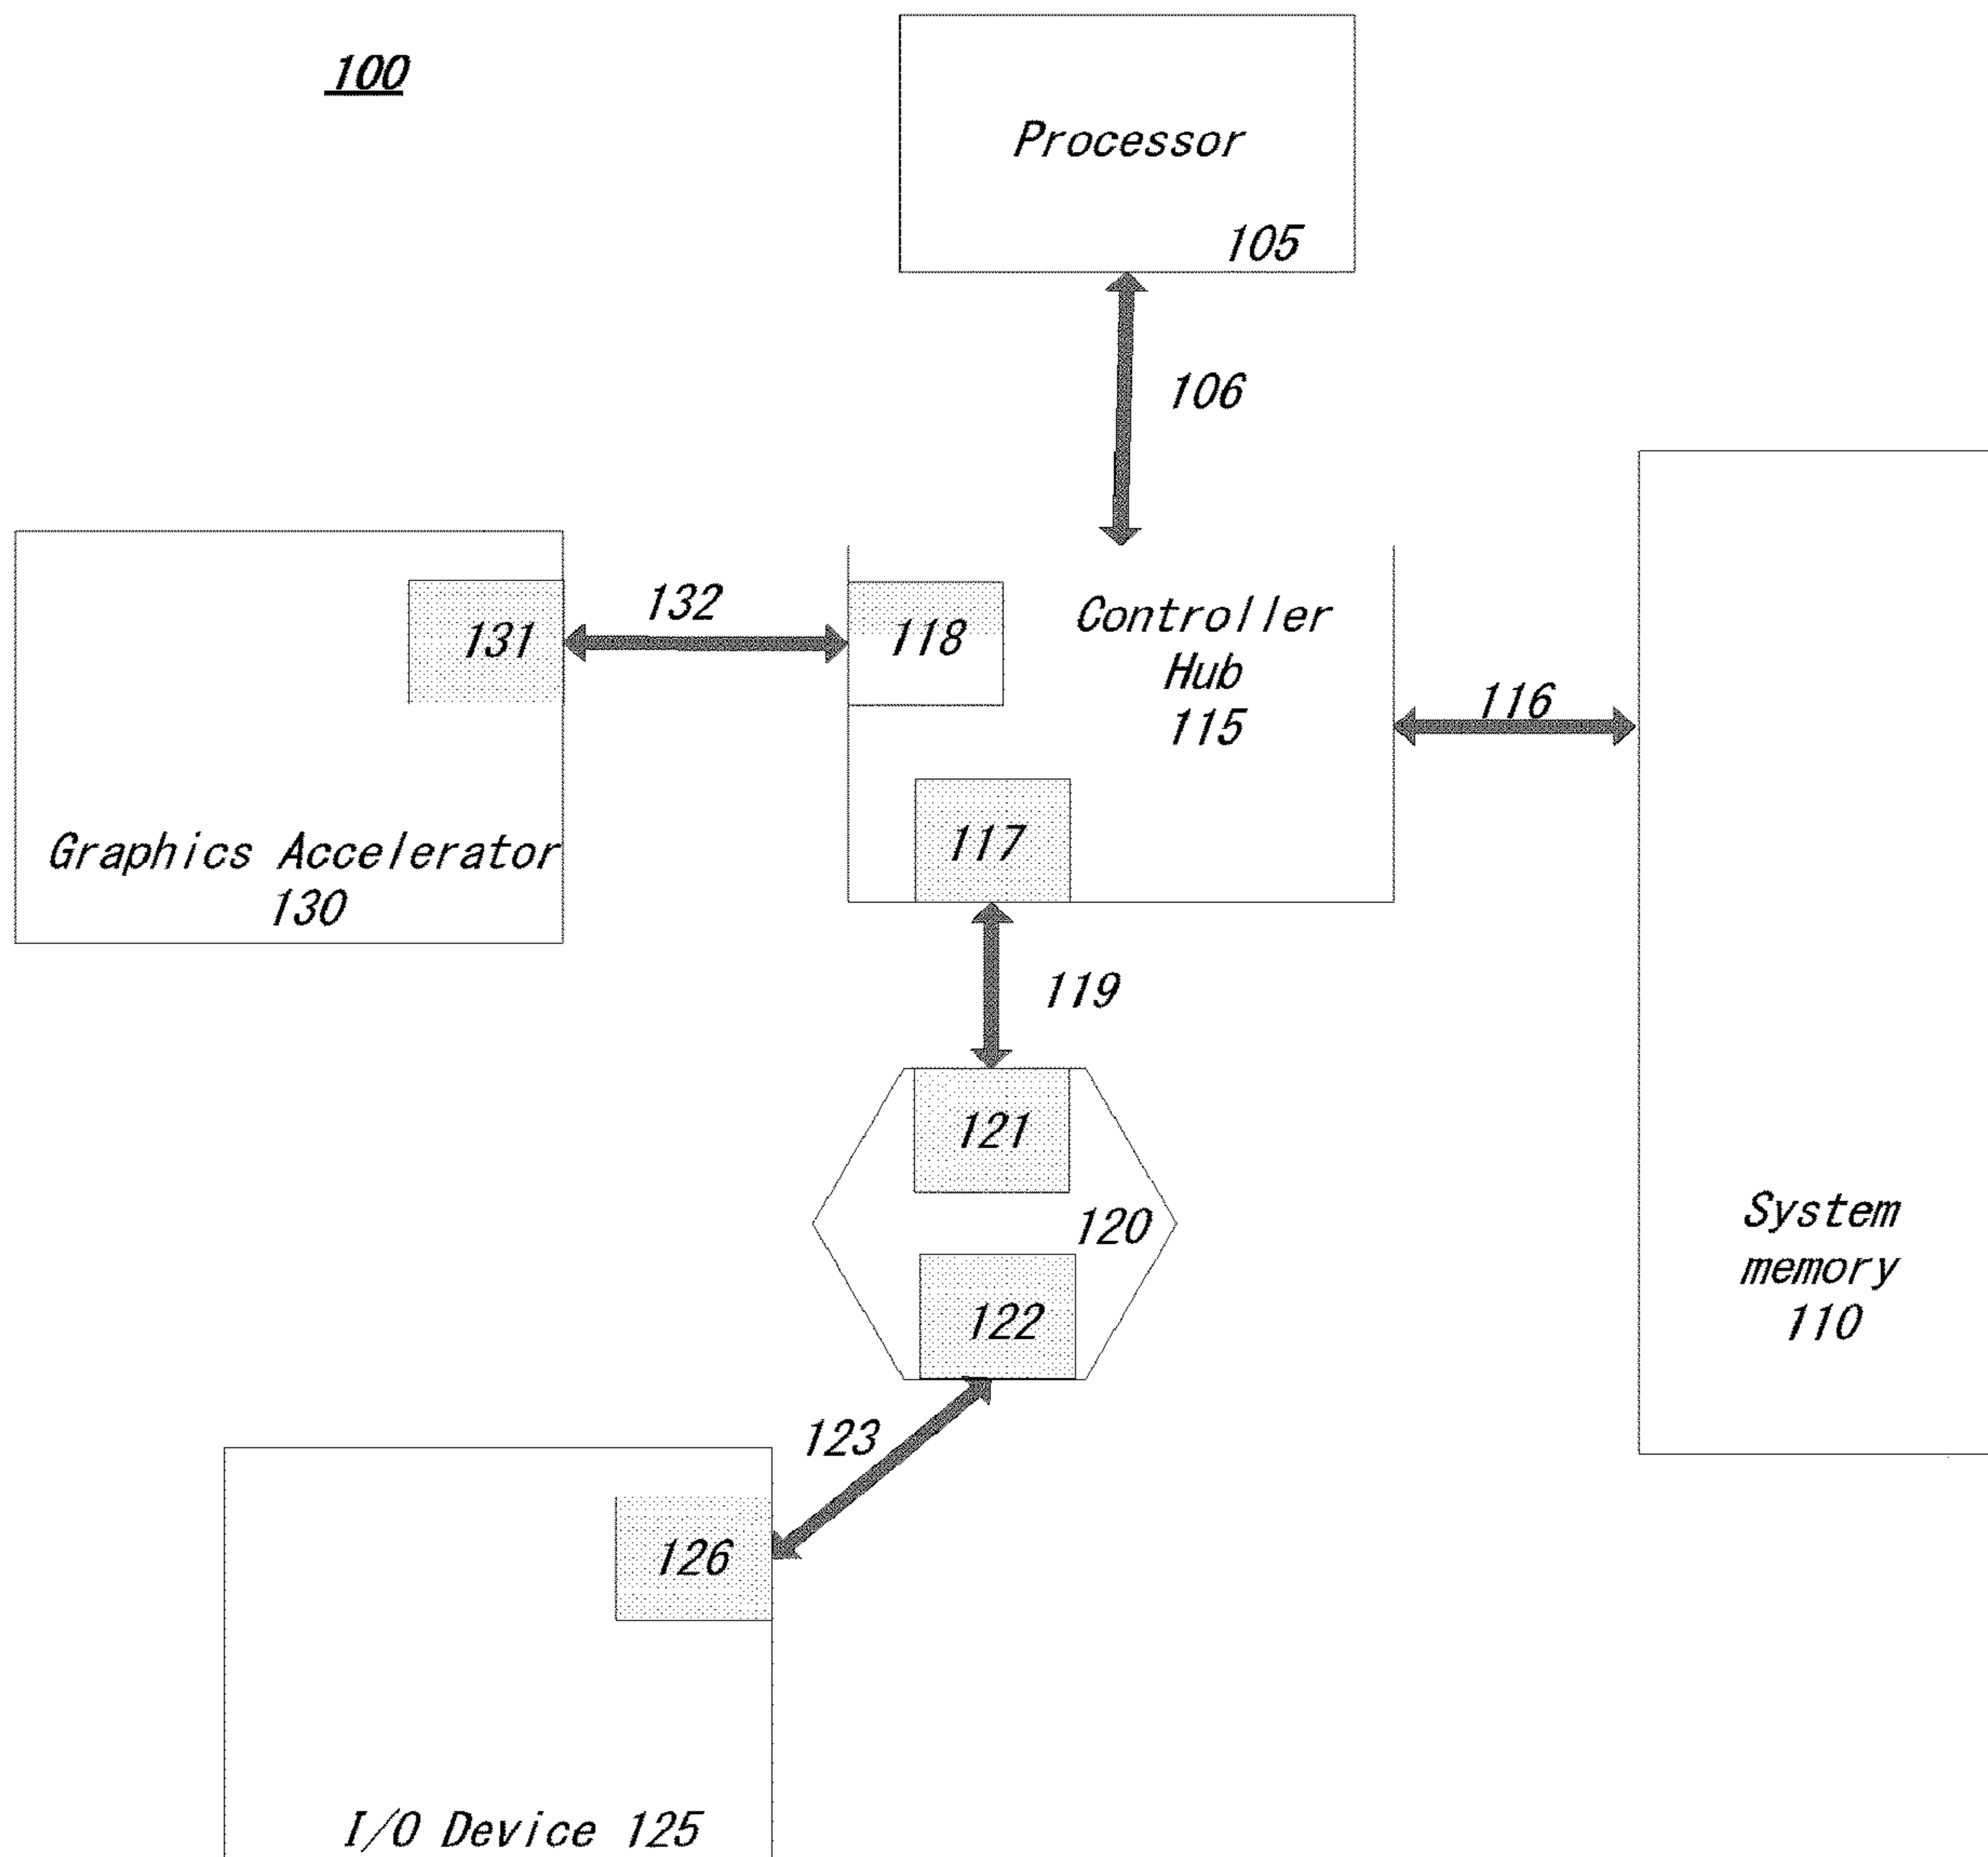 100
Processor
105
106
132
131
118
Controller
Hub
115
116
117
Graphics Accelerator
130
119
121
120
122
System
memory
110
123
126
I/O Device 125